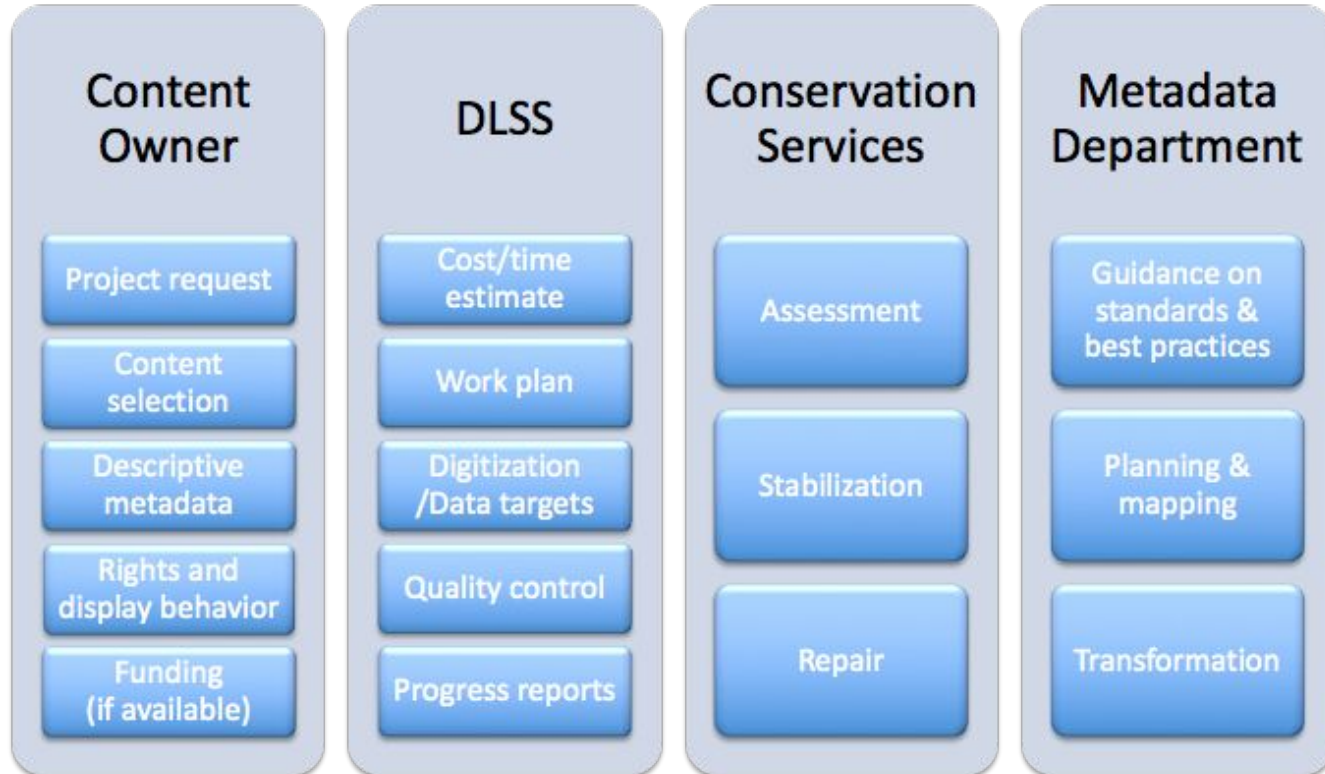 Content
Owner
Project request
Content
selection
Descriptive
metadata
Rights and
display behavior
Funding
(if available)
DLSS
Cost/time
estimate
Work plan
Digitization
/Data targets
Quality control
Progress reports
Conservation
Services
Assessment
Stabilization
Repair
Metadata
Department
Guidance on
standards &
best practices
Planning &
mapping
Transformation